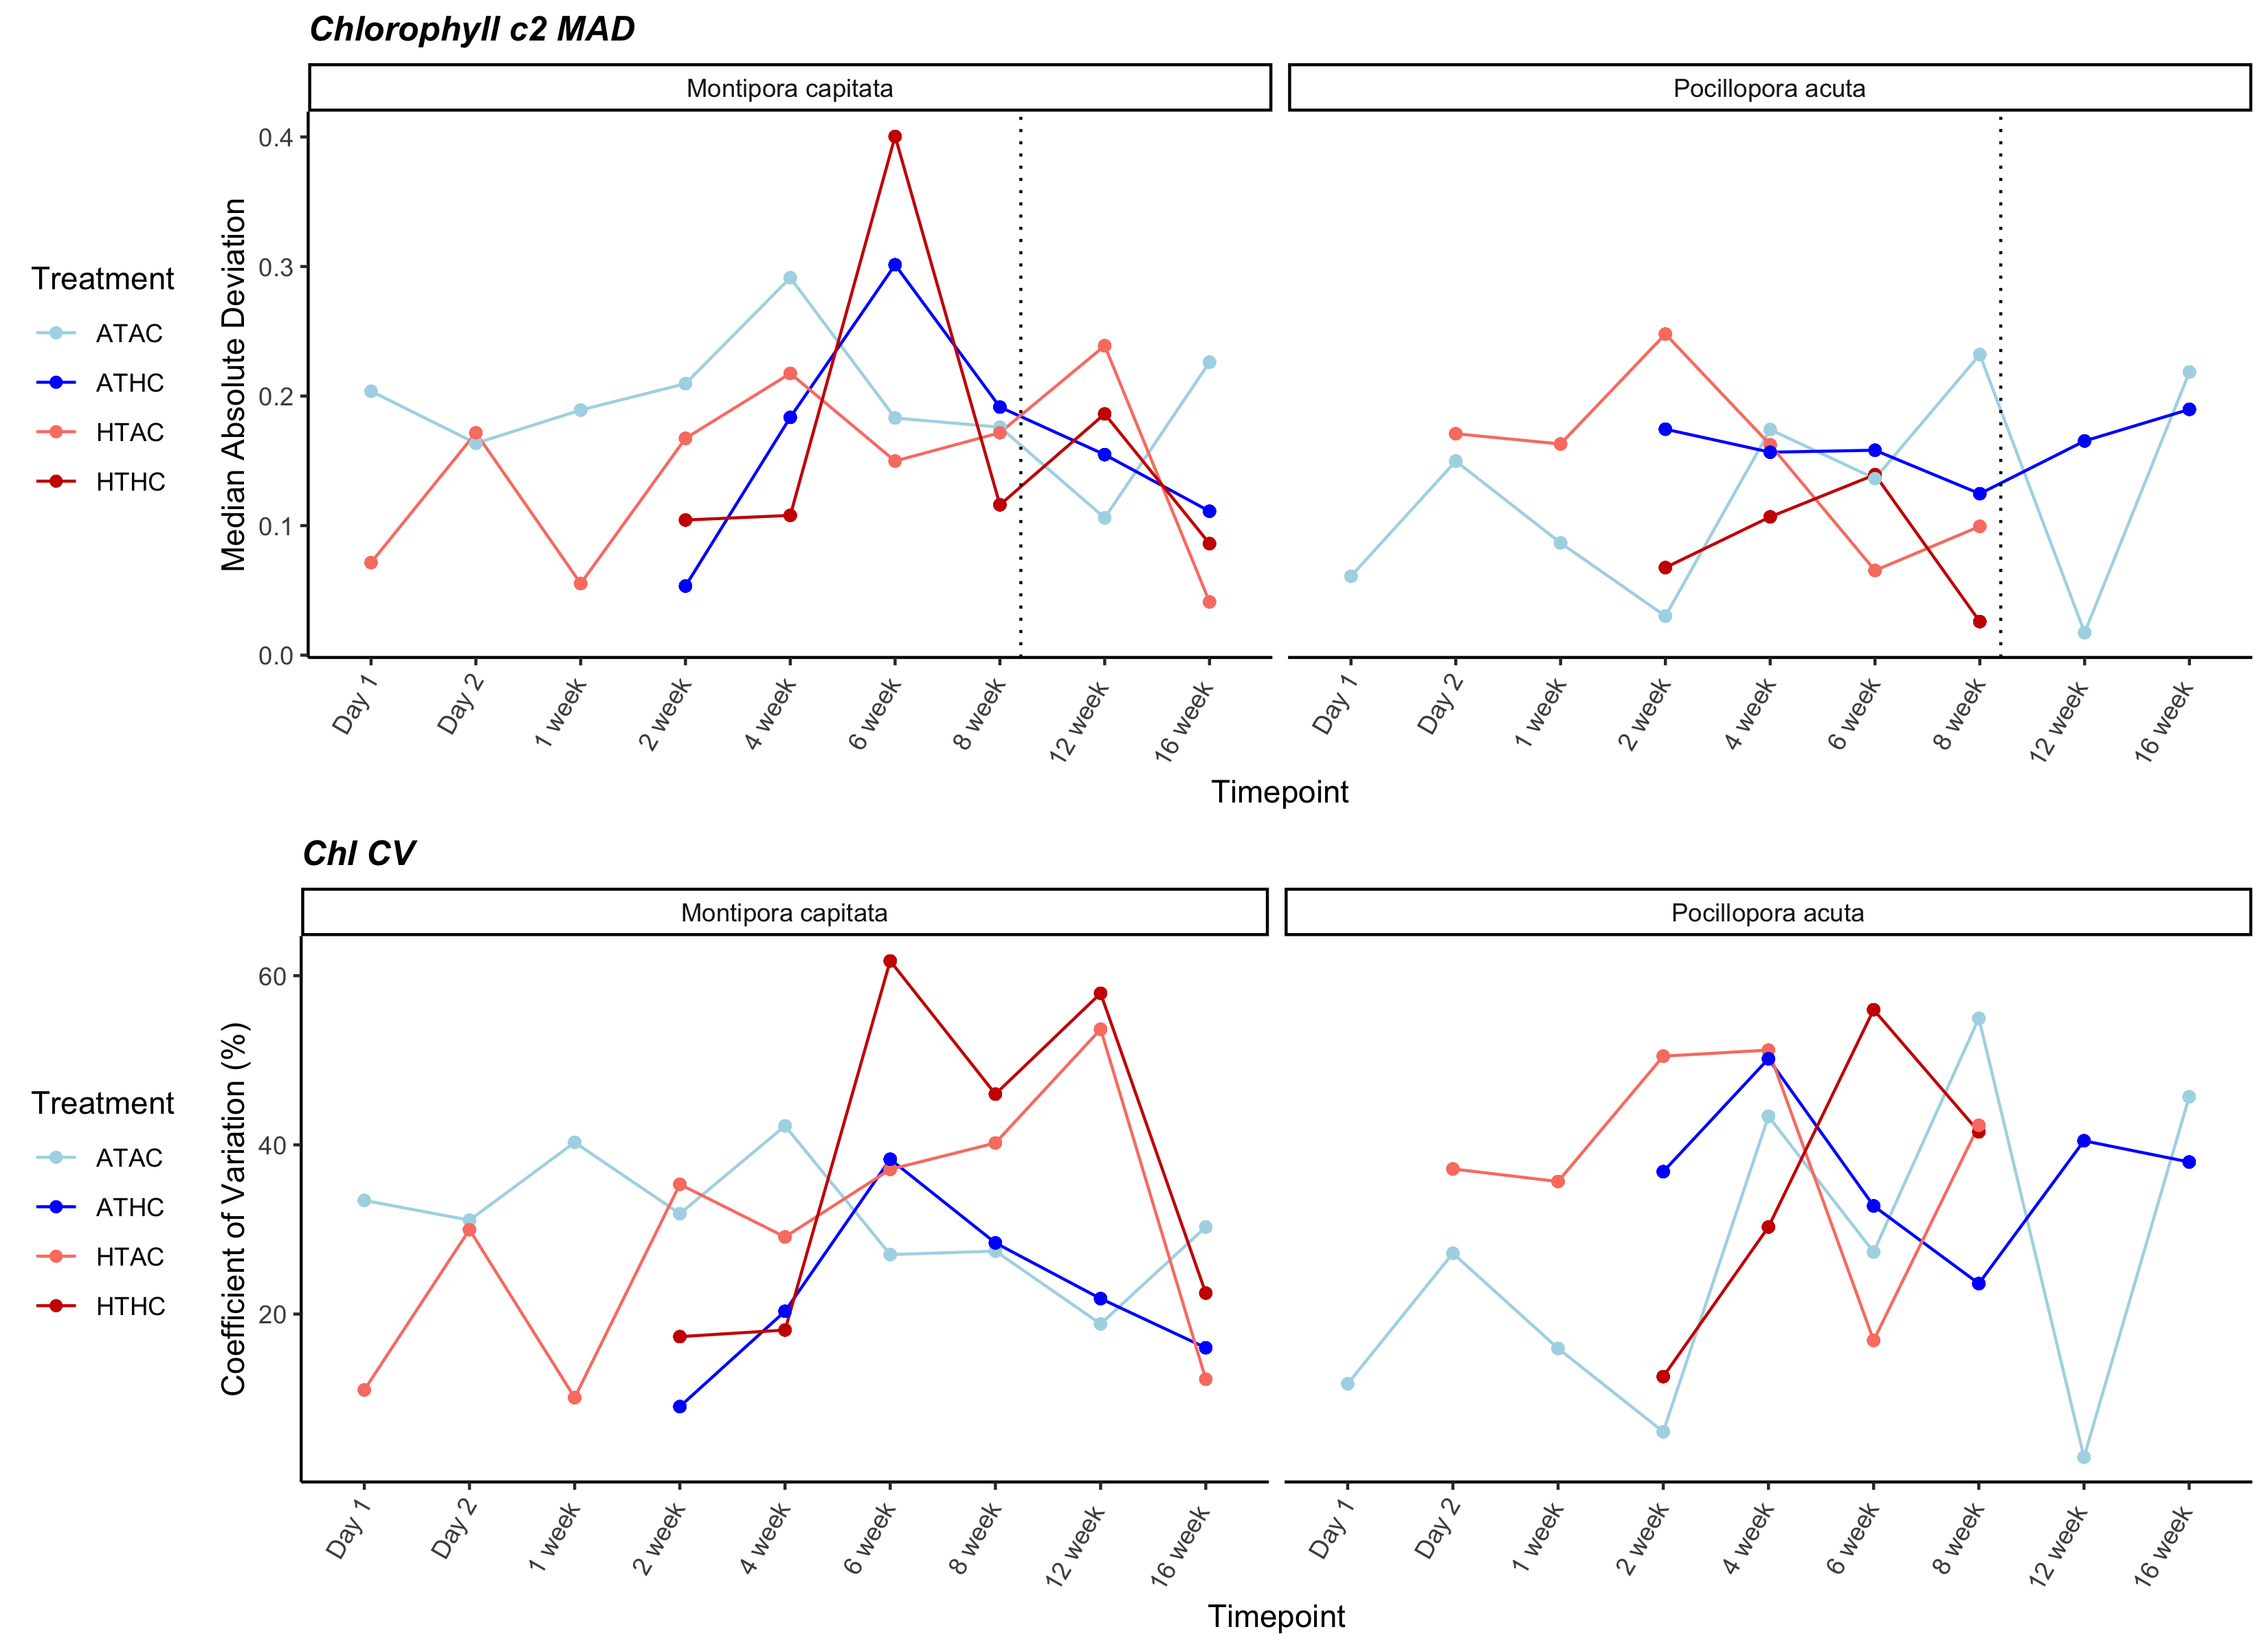 Chlorophyll c2 MAD
Montipora capitata
Pocillopora acuta
Median Absolute Deviation
0.4
0.3
0.2
0.1
0.0
Treatment
ATAC
ATHC
HTAC
HTHC
Day 1
Day 2
1 week
2 week
4 week
6 week
8 week
12 week
16 week
Day 1
Day 2
1 week
2 week
4 week
6 week
8 week
12 week
16 week
Timepoint
Chl CV
Montipora capitata
Pocillopora acuta
Coefficient of Variation (%)
60
40
20
Treatment
ATAC
ATHC
HTAC
HTHC
Day 1
Day 2
1 week
2 week
4 week
6 week
8 week
12 week
16 week
Day 1
Day 2
1 week
2 week
4 week
6 week
8 week
12 week
16 week
Timepoint